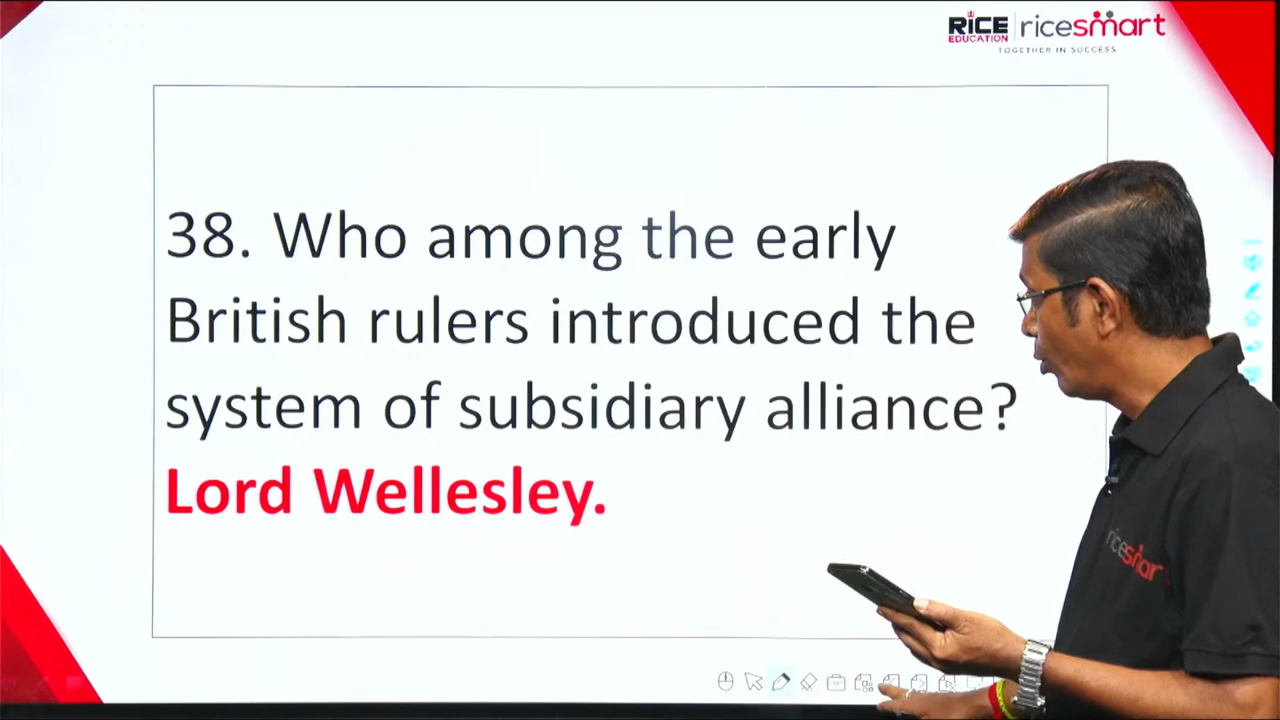 RICE
EDUCATION
ricesmart
TOGETHER IN SUCCESS
38. Who among the early
British rulers introduced the
system of subsidiary alliance?
Lord Wellesley.
ricesmart